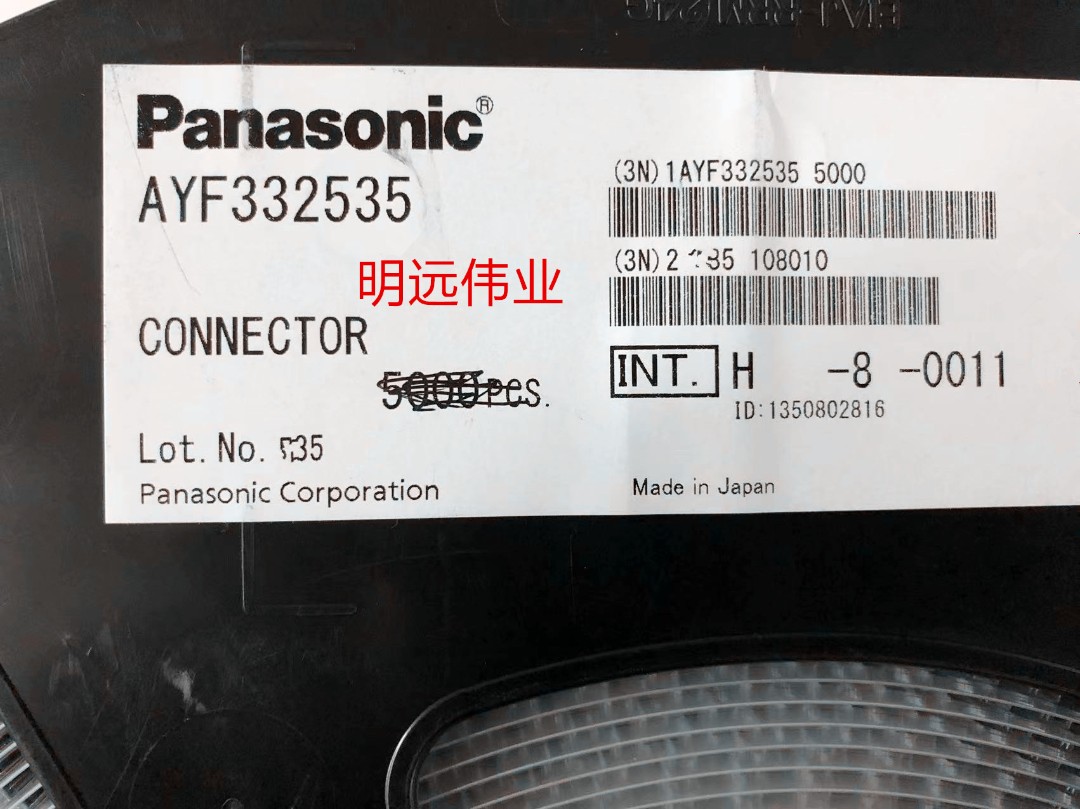 Panasonic®
AYF332535
明远伟业
CONNECTOR
5000pcs.
Lot. No.
Panasonic Corporation
(3N)1AYF332535 5000
(3N)2 108010
INT. H -8 -0011
ID:1350802816
Made in Japan